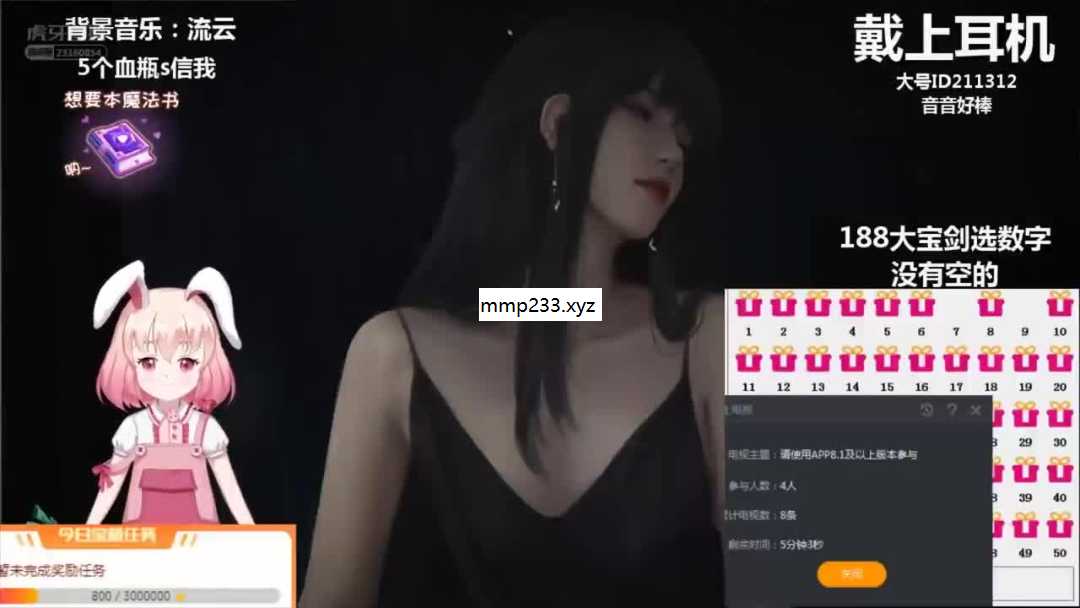 虎牙
23160854
背景音乐：流云
5个血瓶s信我
想要本魔法书
哟~
戴上耳机
大号ID211312
音音好棒
188大宝剑选数字
没有空的
mmp233.xyz
1 2 3 4 5 6 7 8 9 10
11 12 13 14 15 16 17 18 19 20
上电视
电视主题：请使用APP8.1及以上版本参与
参与人数：4人
计电视数：8条
剩余时间：5分钟3秒
关闭
8 29 30
8 39 40
8 49 50
今日宝箱任务
暂未完成奖励任务
800 / 3000000